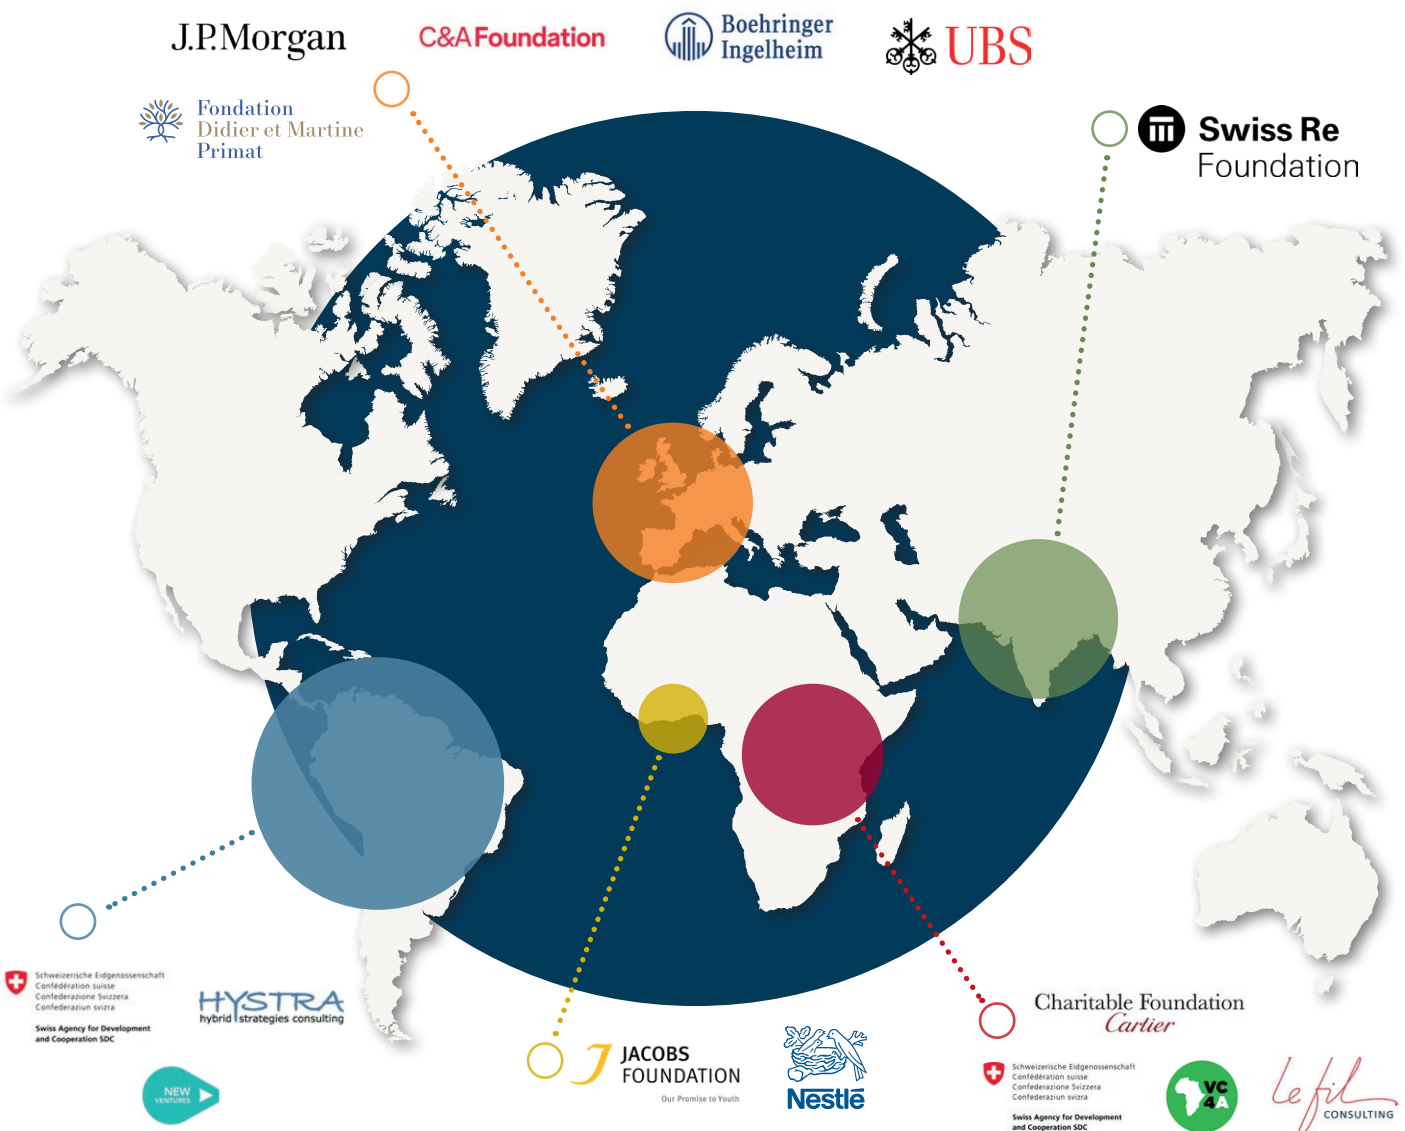 J.P.Morgan
C&A Foundation
Boehringer
Ingelheim
UBS
Fondation
Didier et Martine
Primat
Swiss Re
Foundation
Schweizerische Eidgenossenschaft
Confédération suisse
Confederazione Svizzera
Confederaziun svizra
Swiss Agency for Development
and Cooperation SDC
HYSTRA
hybrid strategies consulting
NEW
VENTURES
JACOBS
FOUNDATION
Our Promise to Youth
Nestlé
Charitable Foundation
Cartier
Schweizerische Eidgenossenschaft
Confédération suisse
Confederazione Svizzera
Confederaziun svizra
Swiss Agency for Development
and Cooperation SDC
VC
4A
Le fil
CONSULTING